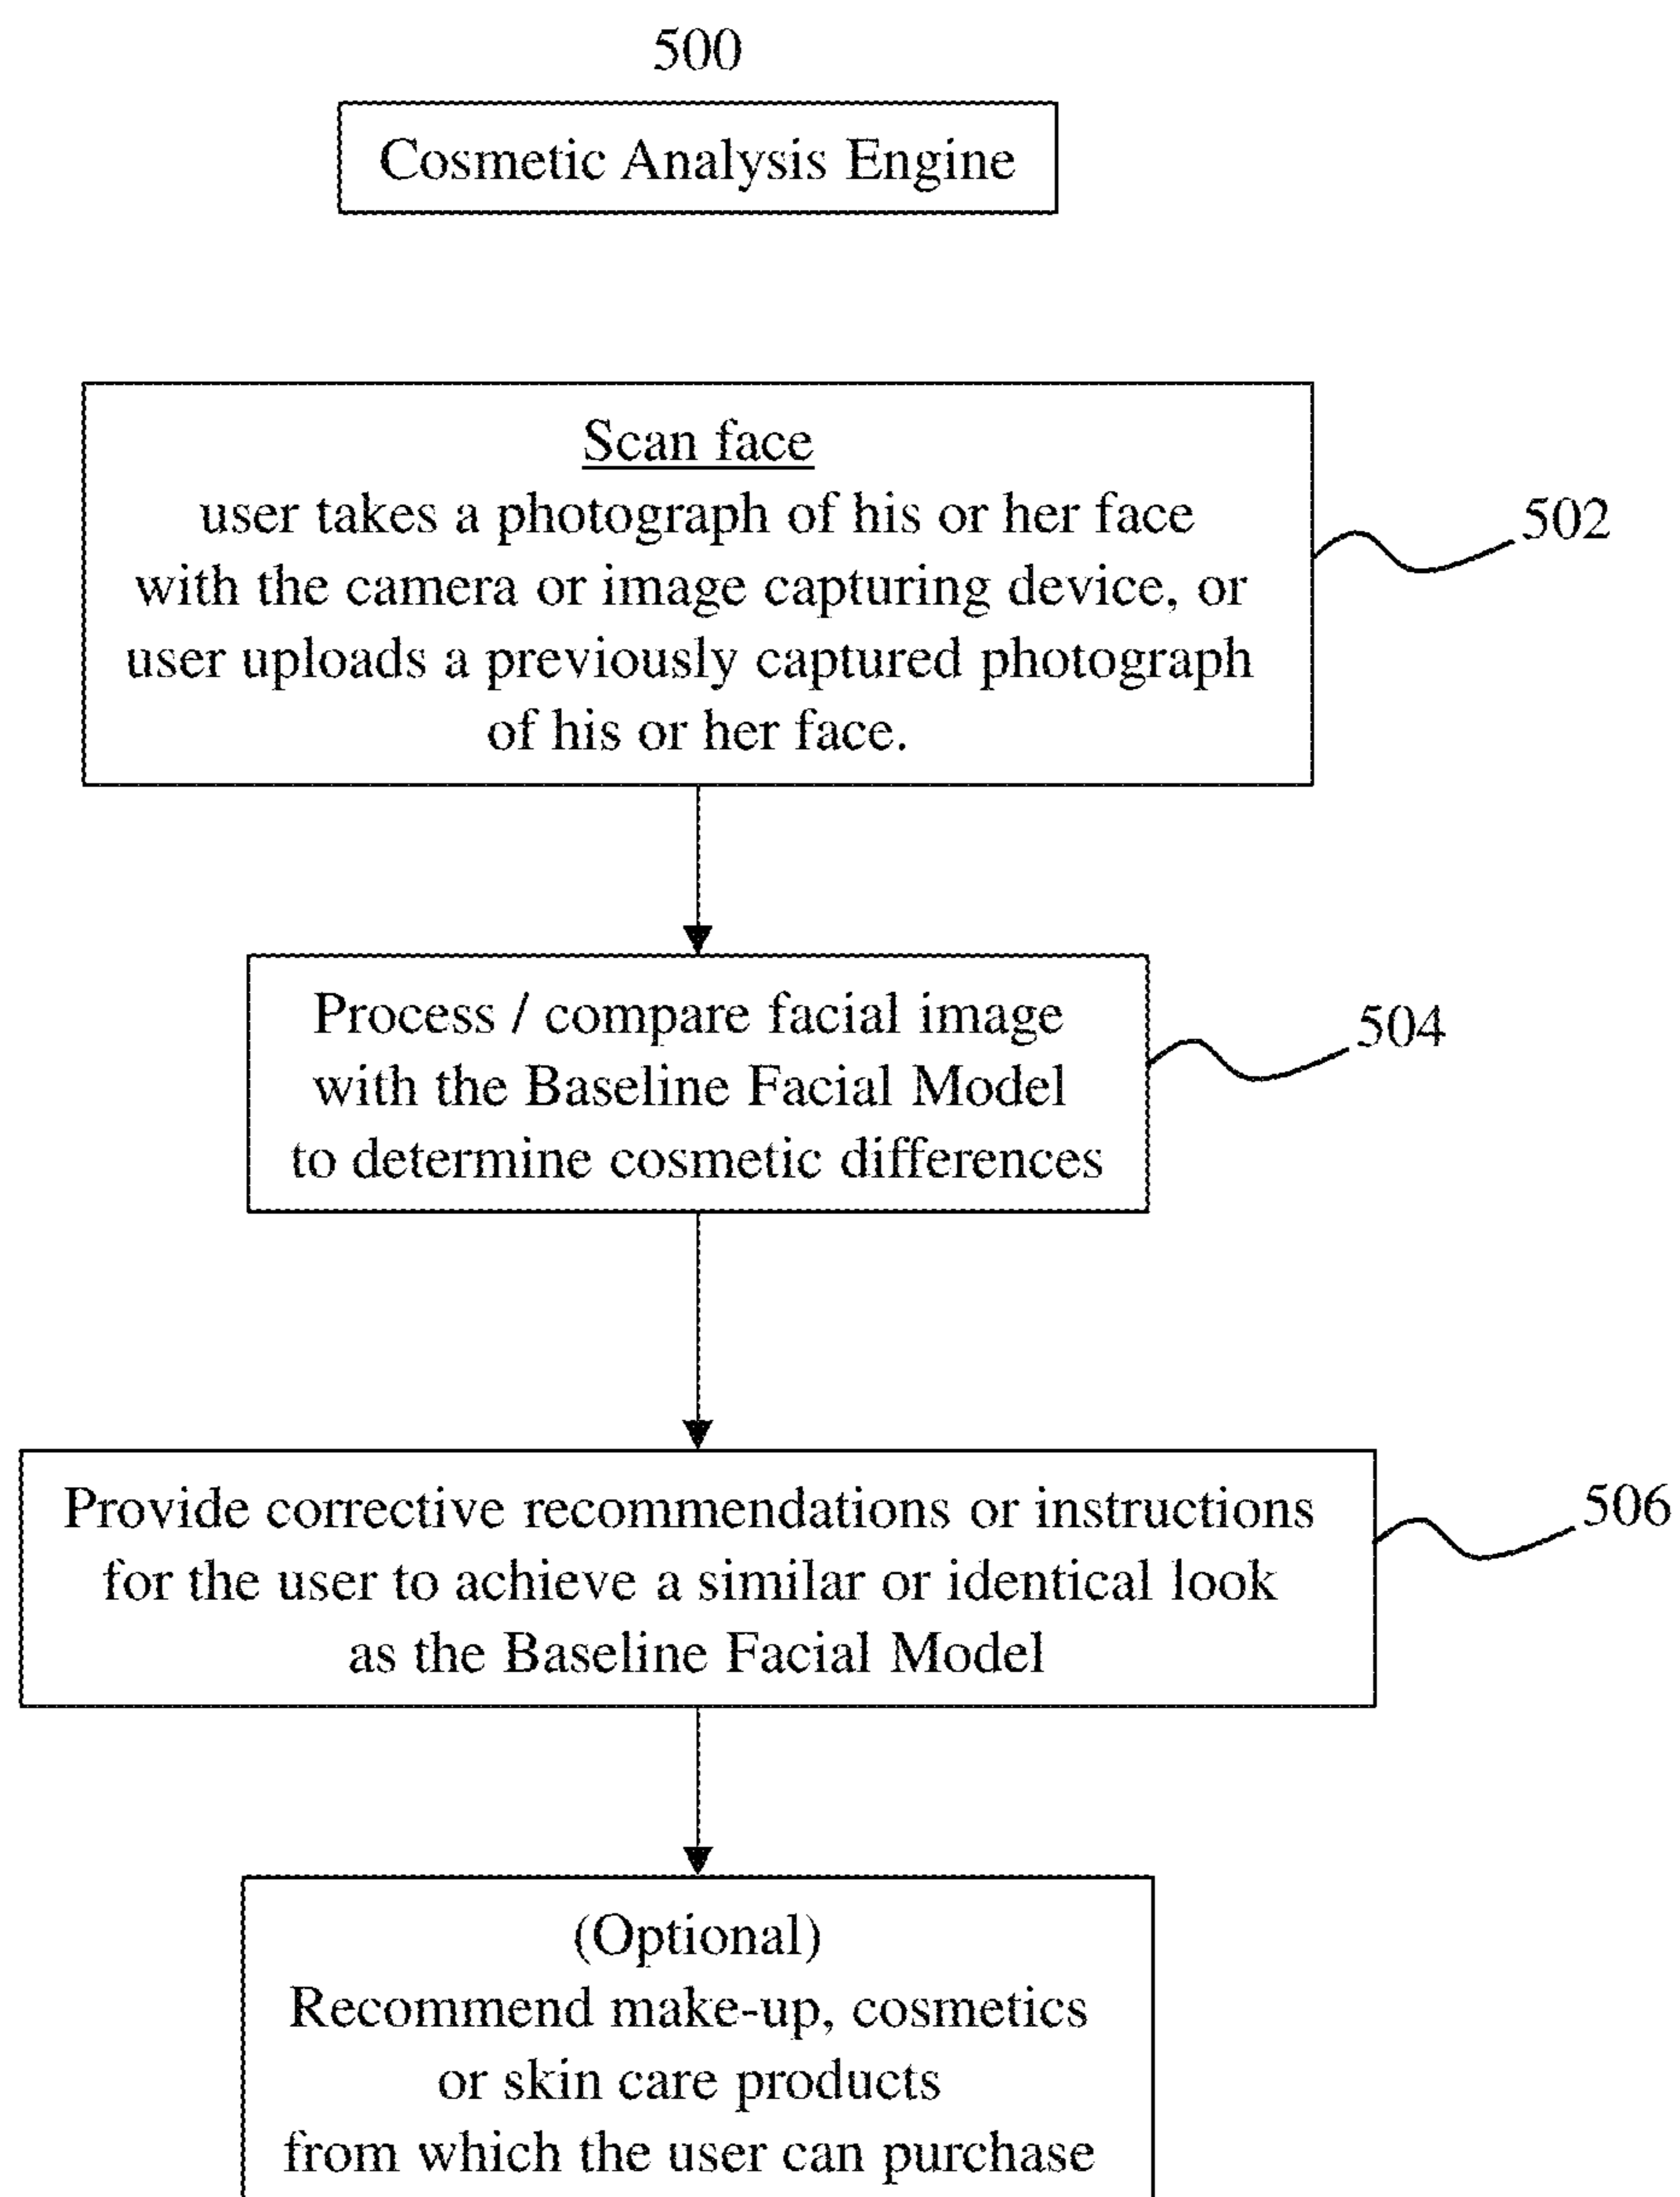 500
Cosmetic Analysis Engine
Scan face
user takes a photograph of his or her face
with the camera or image capturing device, or
user uploads a previously captured photograph
of his or her face.
502
Process / compare facial image
with the Baseline Facial Model
to determine cosmetic differences
504
Provide corrective recommendations or instructions
for the user to achieve a similar or identical look
as the Baseline Facial Model
506
(Optional)
Recommend make-up, cosmetics
or skin care products
from which the user can purchase